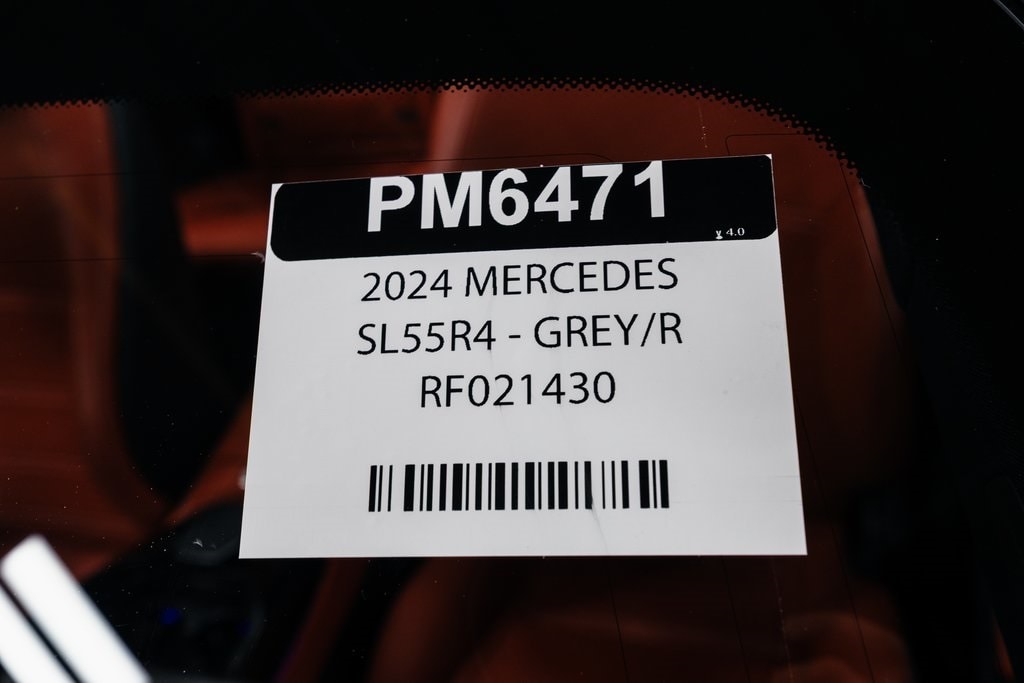 PM6471
v 4.0
2024 MERCEDES
SL55R4 - GREY/R
RF021430